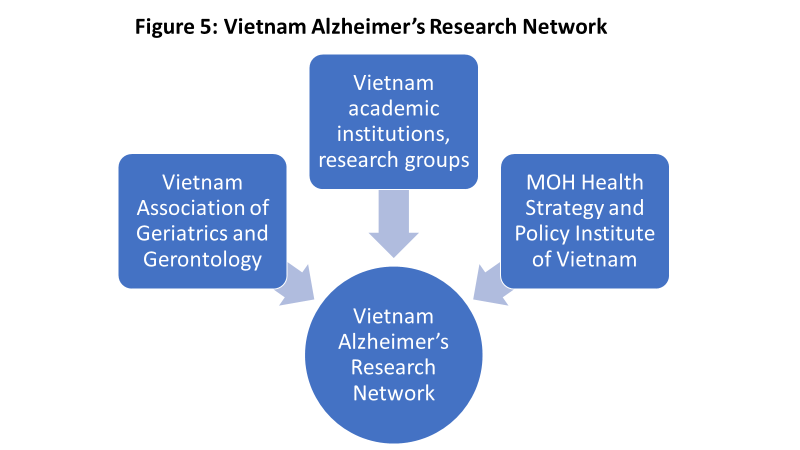 Figure 5: Vietnam Alzheimer’s Research Network
Vietnam
academic
institutions,
research groups
Vietnam
Association of
Geriatrics and
Gerontology
MOH Health
Strategy and
Policy Institute
of Vietnam
Vietnam
Alzheimer’s
Research
Network